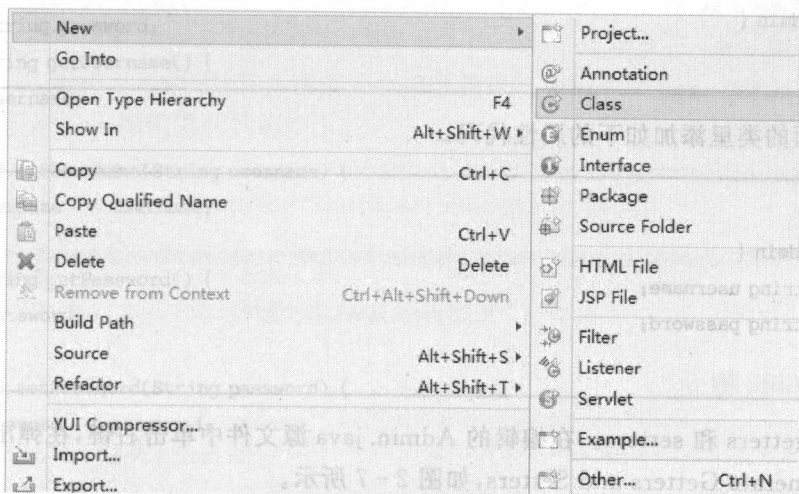 New
Go Into
Open Type Hierarchy F4
Show In Alt+Shift+W
Copy Ctrl+C
Copy Qualified Name
Paste Ctrl+V
Delete Delete
Remove from Context Ctrl+Alt+Shift+Down
Build Path
Source Alt+Shift+S
Refactor Alt+Shift+T
YUI Compressor...
Import...
Export...
Project...
Annotation
Class
Enum
Interface
Package
Source Folder
HTML File
JSP File
Filter
Listener
Servlet
Example...
Other... Ctrl+N